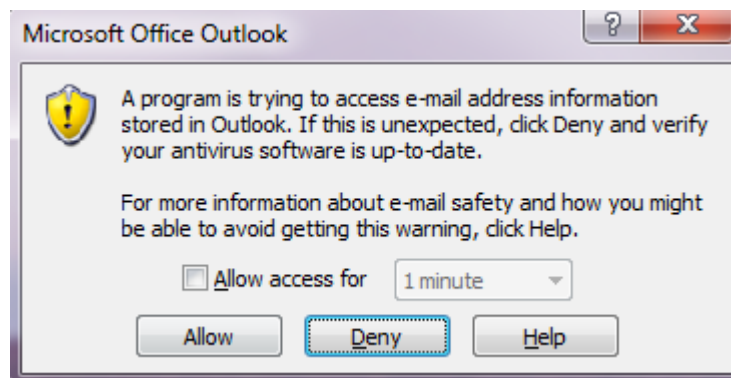 Microsoft Office Outlook
A program is trying to access e-mail address information
stored in Outlook. If this is unexpected, click Deny and verify
your antivirus software is up-to-date.
For more information about e-mail safety and how you might
be able to avoid getting this warning, click Help.
Allow access for 1 minute
Allow Deny Help